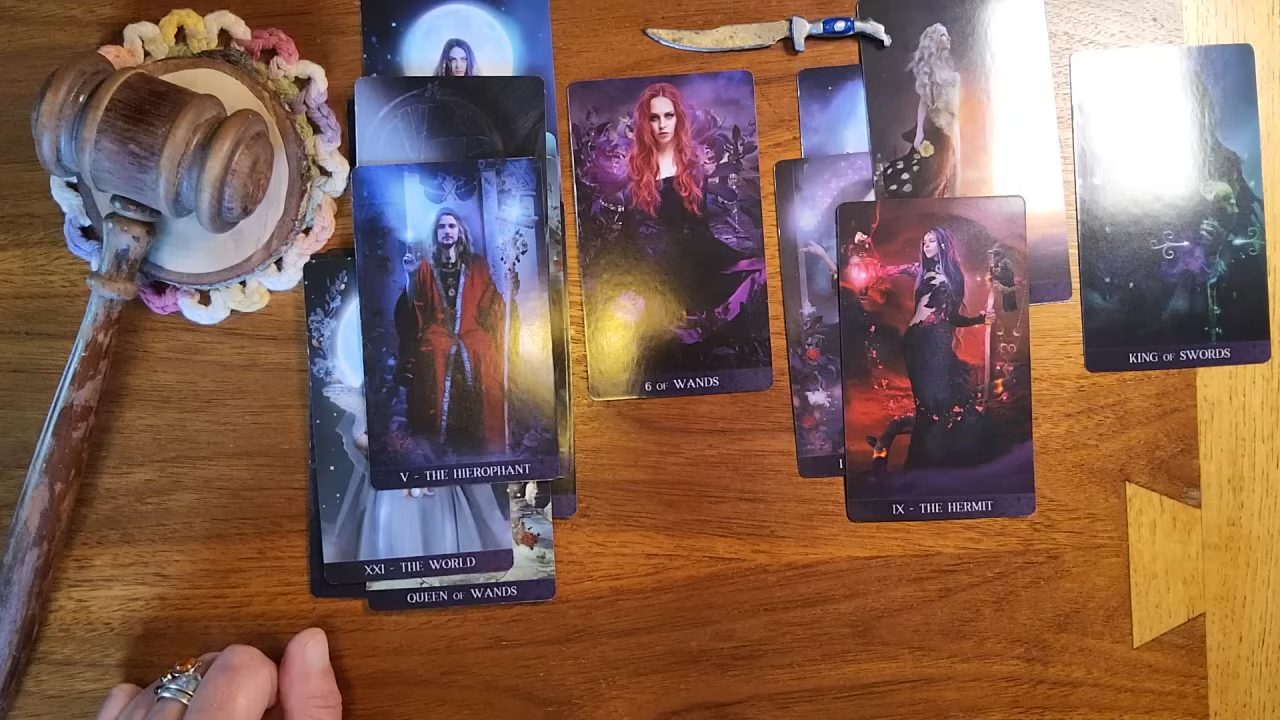 6 OF WANDS
KING OF SWORDS
V - THE HIEROPHANT
IX - THE HERMIT
XXI - THE WORLD
QUEEN OF WANDS